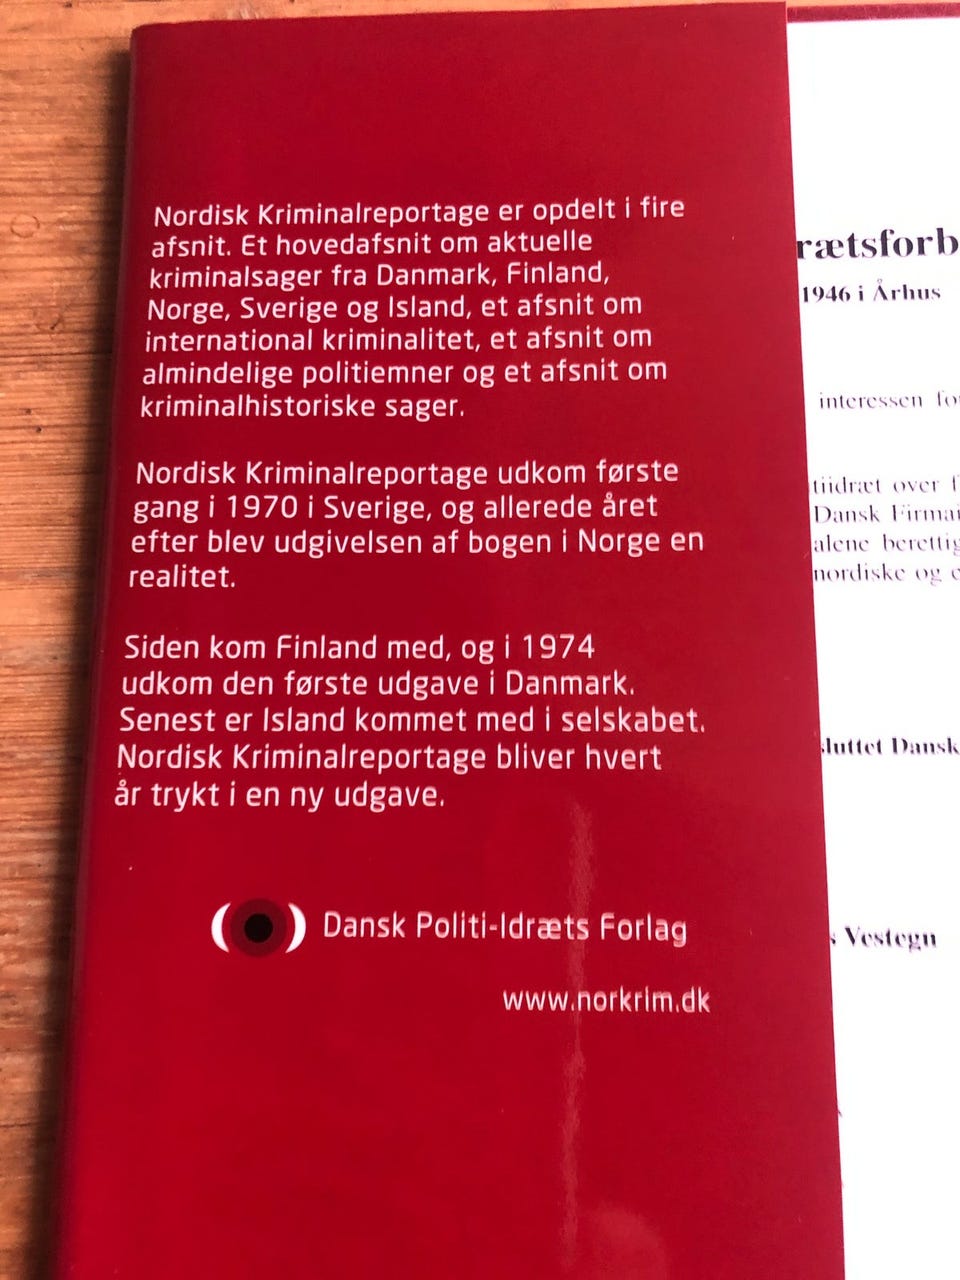 Nordisk Kriminalreportage er opdelt i fire
afsnit. Et hovedafsnit om aktuelle
kriminalsager fra Danmark, Finland,
Norge, Sverige og Island, et afsnit om
international kriminalitet, et afsnit om
almindelige politiemner og et afsnit om
kriminalhistoriske sager.
Nordisk Kriminalreportage udkom første
gang i 1970 i Sverige, og allerede året
efter blev udgivelsen af bogen i Norge en
realitet.
Siden kom Finland med, og i 1974
udkom den første udgave i Danmark.
Senest er Island kommet med i selskabet.
Nordisk Kriminalreportage bliver hvert
år trykt i en ny udgave.
Dansk Politi-Idræts Forlag
www.norkrim.dk
1946 i Århus
interessen
over
Dansk
alene
nordiske og
Dansk
Vestegn